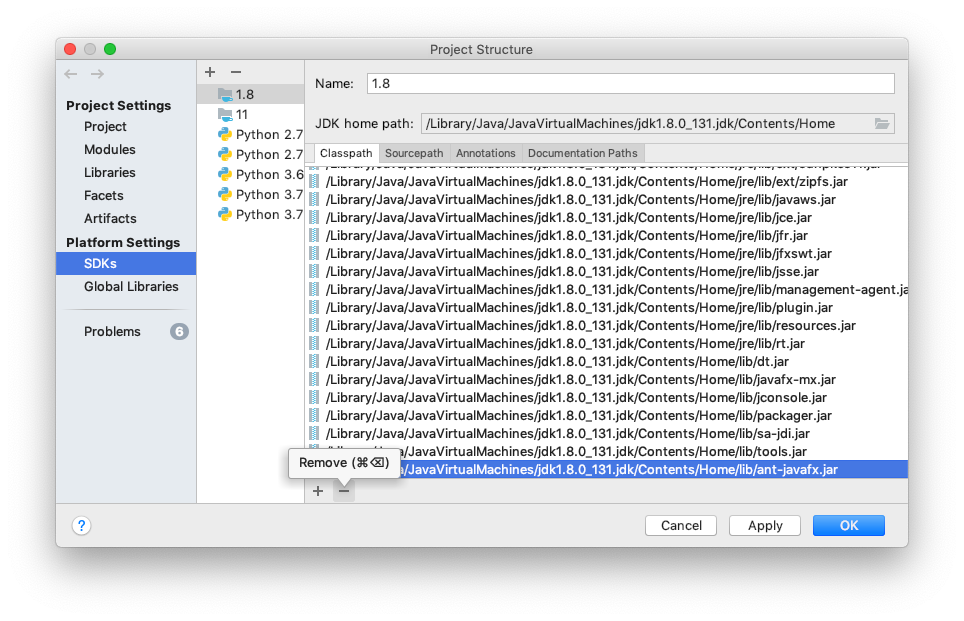 Project Structure
Project Settings
Project
Modules
Libraries
Facets
Artifacts
Platform Settings
SDKs
Global Libraries
Problems
6
1.8
11
Python 2.7
Python 2.7
Python 3.6
Python 3.7
Python 3.7
Name: 1.8
JDK home path: /Library/Java/JavaVirtualMachines/jdk1.8.0_131.jdk/Contents/Home
Classpath Sourcepath Annotations Documentation Paths
/Library/Java/JavaVirtualMachines/jdk1.8.0_131.jdk/Contents/Home/jre/lib/ext/zipfs.jar
/Library/Java/JavaVirtualMachines/jdk1.8.0_131.jdk/Contents/Home/jre/lib/javaws.jar
/Library/Java/JavaVirtualMachines/jdk1.8.0_131.jdk/Contents/Home/jre/lib/jce.jar
/Library/Java/JavaVirtualMachines/jdk1.8.0_131.jdk/Contents/Home/jre/lib/jfr.jar
/Library/Java/JavaVirtualMachines/jdk1.8.0_131.jdk/Contents/Home/jre/lib/jfxswt.jar
/Library/Java/JavaVirtualMachines/jdk1.8.0_131.jdk/Contents/Home/jre/lib/jsse.jar
/Library/Java/JavaVirtualMachines/jdk1.8.0_131.jdk/Contents/Home/jre/lib/management-agent.ja
/Library/Java/JavaVirtualMachines/jdk1.8.0_131.jdk/Contents/Home/jre/lib/plugin.jar
/Library/Java/JavaVirtualMachines/jdk1.8.0_131.jdk/Contents/Home/jre/lib/resources.jar
/Library/Java/JavaVirtualMachines/jdk1.8.0_131.jdk/Contents/Home/jre/lib/rt.jar
/Library/Java/JavaVirtualMachines/jdk1.8.0_131.jdk/Contents/Home/lib/dt.jar
/Library/Java/JavaVirtualMachines/jdk1.8.0_131.jdk/Contents/Home/lib/javafx-mx.jar
/Library/Java/JavaVirtualMachines/jdk1.8.0_131.jdk/Contents/Home/lib/jconsole.jar
/Library/Java/JavaVirtualMachines/jdk1.8.0_131.jdk/Contents/Home/lib/packager.jar
/Library/Java/JavaVirtualMachines/jdk1.8.0_131.jdk/Contents/Home/lib/sa-jdi.jar
/Library/Java/JavaVirtualMachines/jdk1.8.0_131.jdk/Contents/Home/lib/tools.jar
a/JavaVirtualMachines/jdk1.8.0_131.jdk/Contents/Home/lib/ant-javafx.jar
Remove (⌘⌫)
?
Cancel Apply OK